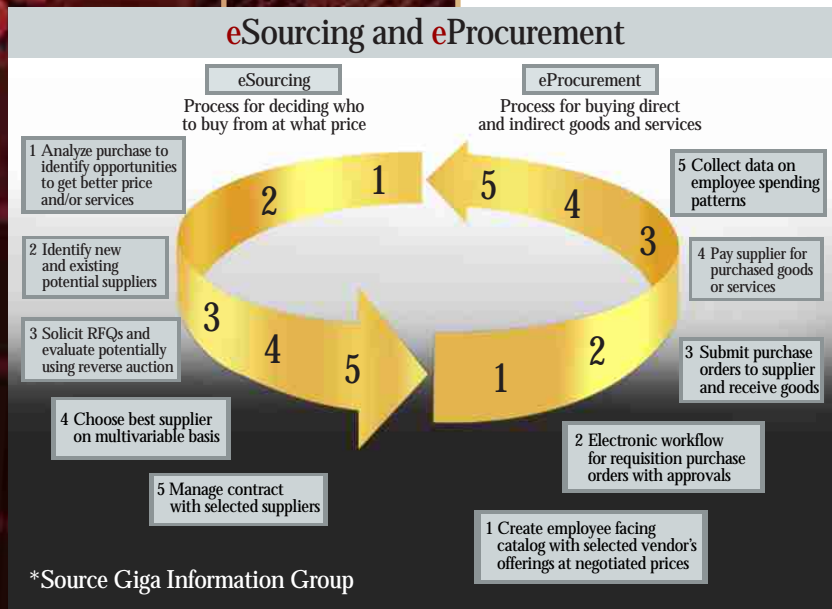 eSourcing and eProcurement
eSourcing
Process for deciding who
to buy from at what price
eProcurement
Process for buying direct
and indirect goods and services
1 Analyze purchase to
identify opportunities
to get better price
and/or services
2 Identify new
and existing
potential suppliers
3 Solicit RFQs and
evaluate potentially
using reverse auction
4 Choose best supplier
on multivariable basis
5 Manage contract
with selected suppliers
1
2
3
4
5
1
2
3
4
5
5 Collect data on
employee spending
patterns
4 Pay supplier for
purchased goods
or services
3 Submit purchase
orders to supplier
and receive goods
2 Electronic workflow
for requisition purchase
orders with approvals
1 Create employee facing
catalog with selected vendor's
offerings at negotiated prices
*Source Giga Information Group